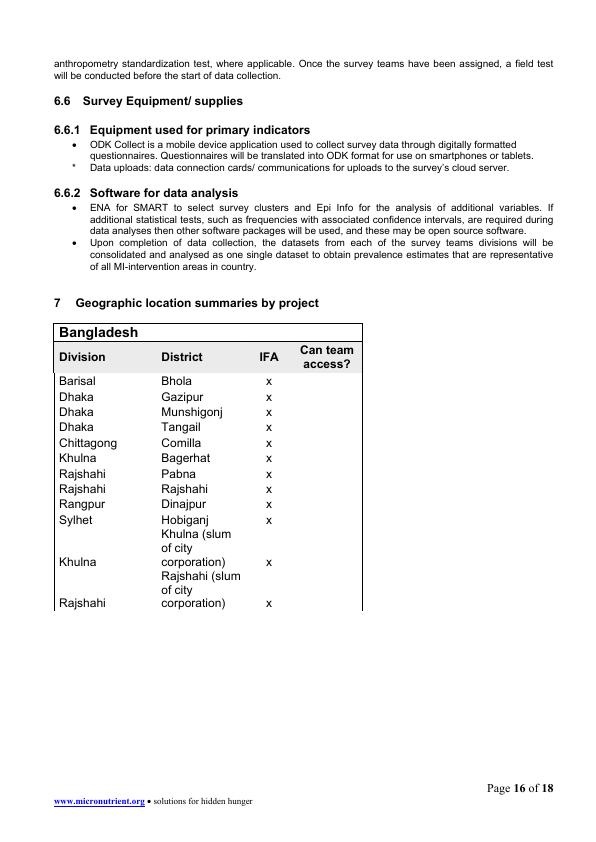 anthropometry standardization test, where applicable. Once the survey teams have been assigned, a field test
will be conducted before the start of data collection.
6.6 Survey Equipment/ supplies
6.6.1 Equipment used for primary indicators
• ODK Collect is a mobile device application used to collect survey data through digitally formatted
questionnaires. Questionnaires will be translated into ODK format for use on smartphones or tablets.
* Data uploads: data connection cards/ communications for uploads to the survey's cloud server.
6.6.2 Software for data analysis
• ENA for SMART to select survey clusters and Epi Info for the analysis of additional variables. If
additional statistical tests, such as frequencies with associated confidence intervals, are required during
data analyses then other software packages will be used, and these may be open source software.
• Upon completion of data collection, the datasets from each of the survey teams divisions will be
consolidated and analysed as one single dataset to obtain prevalence estimates that are representative
of all MI-intervention areas in country.
7 Geographic location summaries by project
Bangladesh
Division District IFA Can team
access?
Barisal Bhola x
Dhaka Gazipur x
Dhaka Munshigonj x
Dhaka Tangail x
Chittagong Comilla x
Khulna Bagerhat x
Rajshahi Pabna x
Rajshahi Rajshahi x
Rangpur Dinajpur x
Sylhet Hobiganj x
Khulna (slum
of city
Khulna corporation) x
Rajshahi (slum
of city
Rajshahi corporation) x
Page 16 of 18
www.micronutrient.org • solutions for hidden hunger